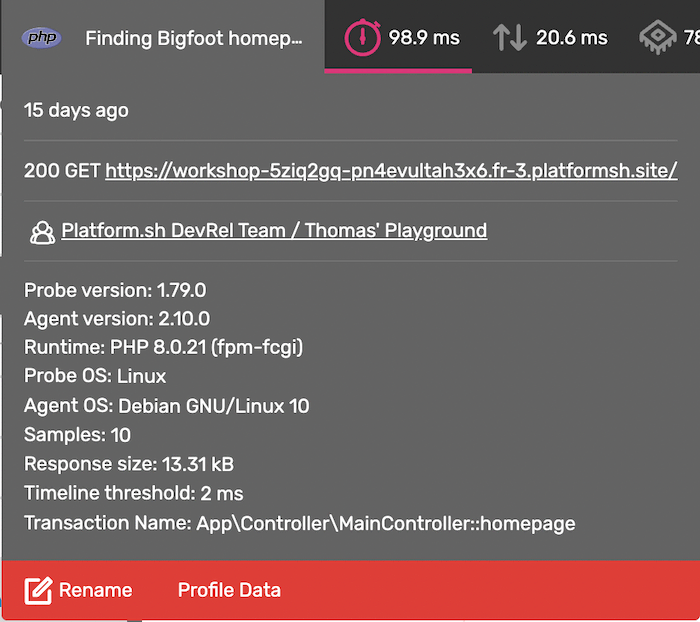 php Finding Bigfoot homep... 98.9 ms 20.6 ms 78
15 days ago
200 GET https://workshop-5ziq2gq-pn4evultah3x6.fr-3.platformsh.site/
Platform.sh DevRel Team / Thomas' Playground
Probe version: 1.79.0
Agent version: 2.10.0
Runtime: PHP 8.0.21 (fpm-fcgi)
Probe OS: Linux
Agent OS: Debian GNU/Linux 10
Samples: 10
Response size: 13.31 kB
Timeline threshold: 2 ms
Transaction Name: App\Controller\MainController::homepage
Rename Profile Data